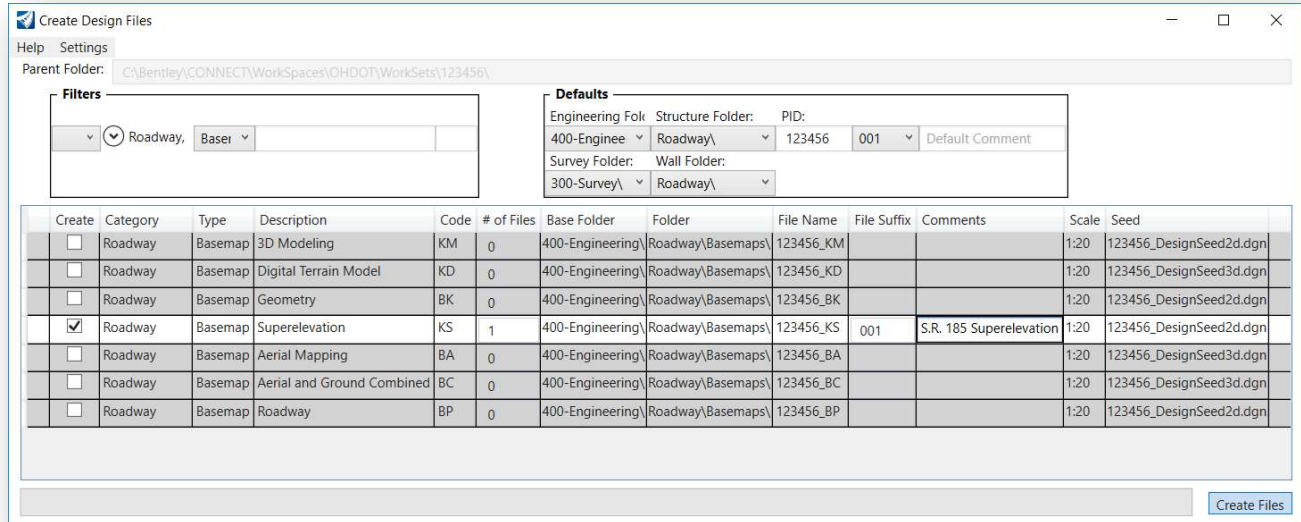 Create Design Files
Help Settings
Parent Folder: C:\Bentley\CONNECT\WorkSpaces\OHDOT\WorkSets\123456\
Filters
Roadway, Baser
Defaults
Engineering Fol Structure Folder: PID:
400-Enginee Roadway\ 123456 001 Default Comment
Survey Folder: Wall Folder:
300-Survey\ Roadway\
Create Category Type Description Code # of Files Base Folder Folder File Name File Suffix Comments Scale Seed
Roadway Basemap 3D Modeling KM 0 400-Engineering\ Roadway\Basemaps\ 123456_KM 1:20 123456_DesignSeed2d.dgn
Roadway Basemap Digital Terrain Model KD 0 400-Engineering\ Roadway\Basemaps\ 123456_KD 1:20 123456_DesignSeed3d.dgn
Roadway Basemap Geometry BK 0 400-Engineering\ Roadway\Basemaps\ 123456_BK 1:20 123456_DesignSeed2d.dgn
Roadway Basemap Superelevation KS 1 400-Engineering\ Roadway\Basemaps\ 123456_KS 001 S.R. 185 Superelevation 1:20 123456_DesignSeed2d.dgn
Roadway Basemap Aerial Mapping BA 0 400-Engineering\ Roadway\Basemaps\ 123456_BA 1:20 123456_DesignSeed3d.dgn
Roadway Basemap Aerial and Ground Combined BC 0 400-Engineering\ Roadway\Basemaps\ 123456_BC 1:20 123456_DesignSeed3d.dgn
Roadway Basemap Roadway BP 0 400-Engineering\ Roadway\Basemaps\ 123456_BP 1:20 123456_DesignSeed2d.dgn
Create Files